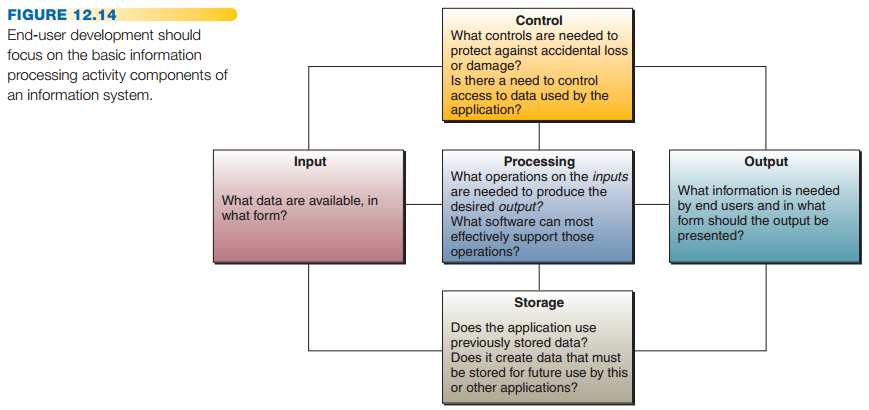 FIGURE 12.14
End-user development should
focus on the basic information
processing activity components of
an information system.
Control
What controls are needed to
protect against accidental loss
or damage?
Is there a need to control
access to data used by the
application?
Input
What data are available, in
what form?
Processing
What operations on the inputs
are needed to produce the
desired output?
What software can most
effectively support those
operations?
Output
What information is needed
by end users and in what
form should the output be
presented?
Storage
Does the application use
previously stored data?
Does it create data that must
be stored for future use by this
or other applications?